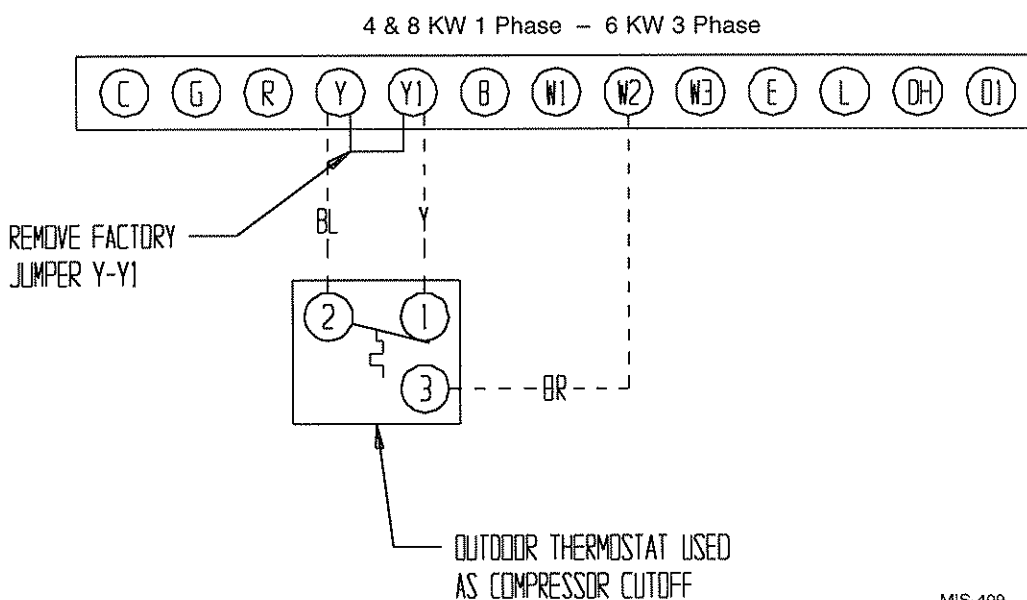 4 & 8 KW 1 Phase – 6 KW 3 Phase
C G R Y Y1 B W1 W2 W3 E L DH O1
BL Y
REMOVE FACTORY
JUMPER Y-Y1
2 1
3 BR
OUTDOOR THERMOSTAT USED
AS COMPRESSOR CUTOFF